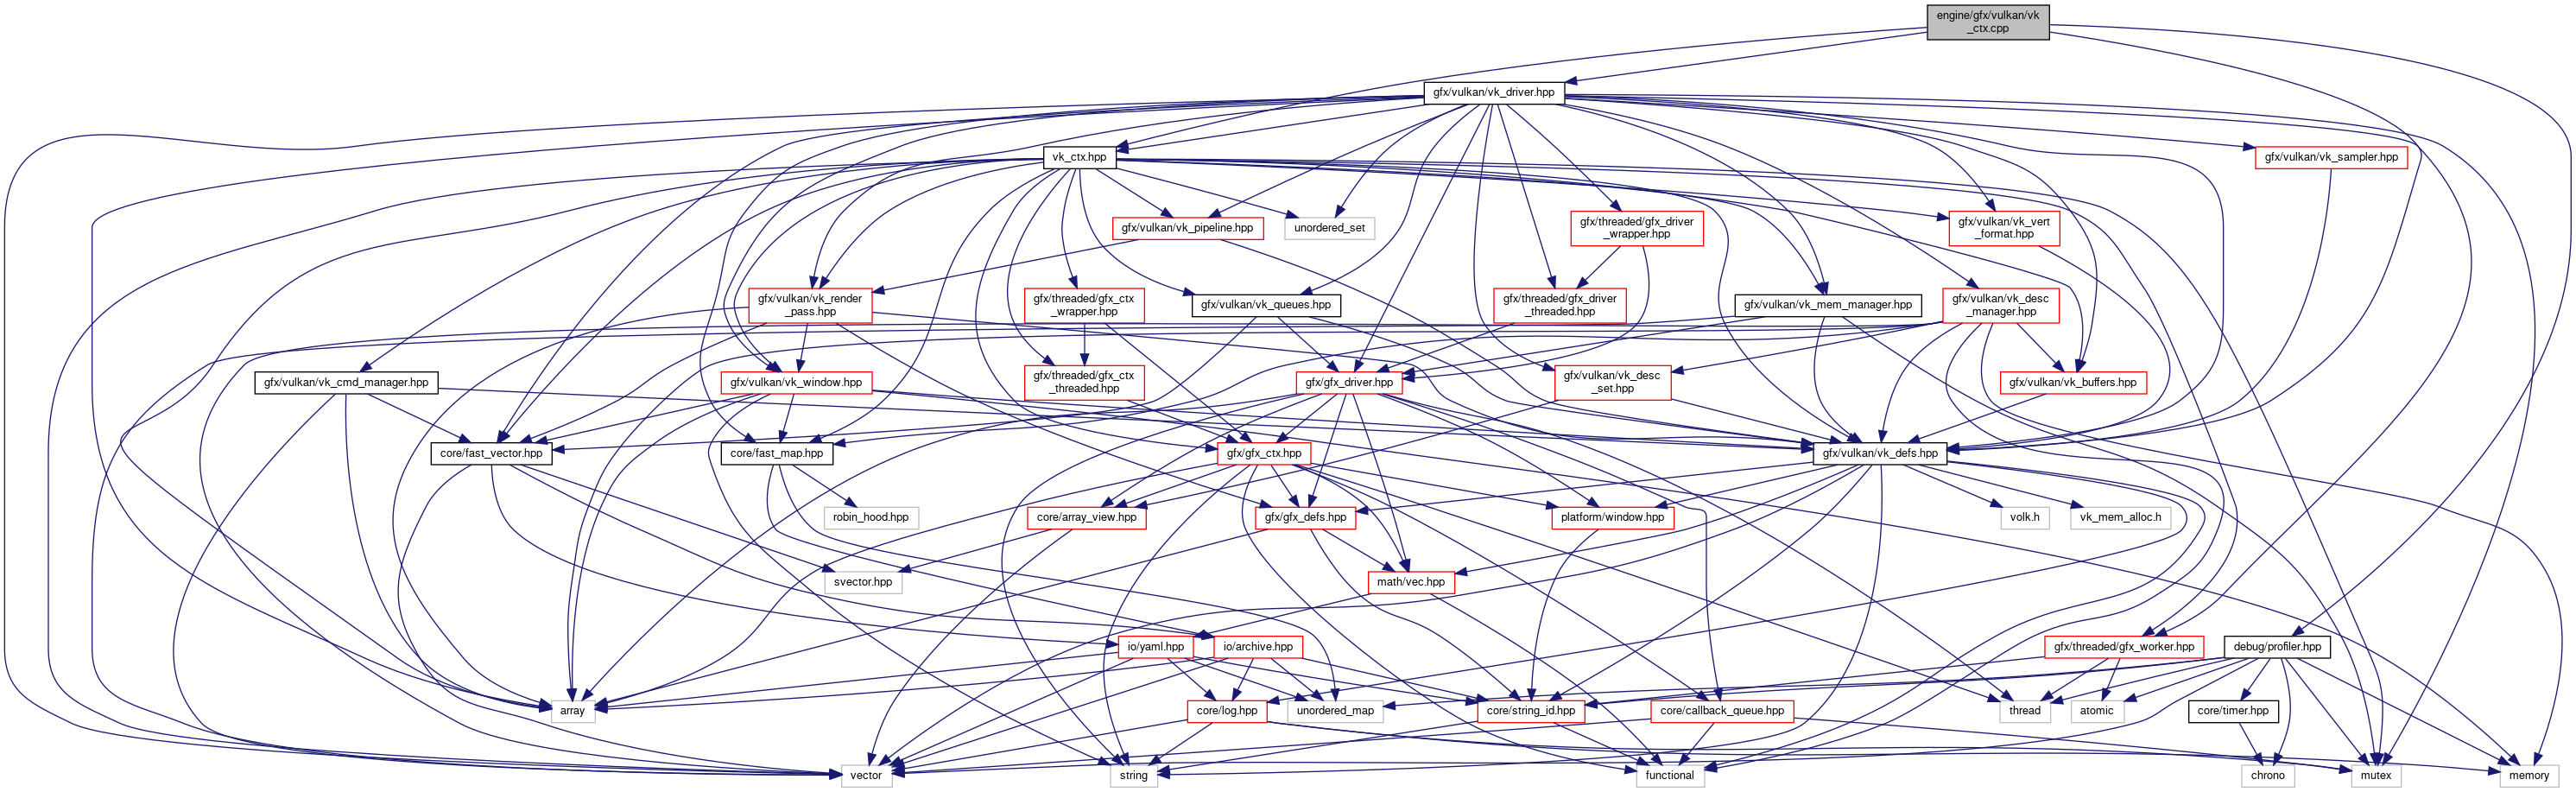 engine/gfx/vulkan/vk
_ctx.cpp
gfx/vulkan/vk_driver.hpp
vk_ctx.hpp
gfx/vulkan/vk_sampler.hpp
gfx/vulkan/vk_pipeline.hpp
unordered_set
gfx/threaded/gfx_driver
_wrapper.hpp
gfx/vulkan/vk_vert
_format.hpp
gfx/vulkan/vk_render
_pass.hpp
gfx/threaded/gfx_ctx
_wrapper.hpp
gfx/vulkan/vk_queues.hpp
gfx/threaded/gfx_driver
_threaded.hpp
gfx/vulkan/vk_mem_manager.hpp
gfx/vulkan/vk_desc
_manager.hpp
gfx/vulkan/vk_cmd_manager.hpp
gfx/vulkan/vk_window.hpp
gfx/threaded/gfx_ctx
_threaded.hpp
gfx/gfx_driver.hpp
gfx/vulkan/vk_desc
_set.hpp
gfx/vulkan/vk_buffers.hpp
core/fast_vector.hpp
core/fast_map.hpp
gfx/gfx_ctx.hpp
gfx/vulkan/vk_defs.hpp
robin_hood.hpp
core/array_view.hpp
gfx/gfx_defs.hpp
platform/window.hpp
volk.h
vk_mem_alloc.h
svector.hpp
math/vec.hpp
io/yaml.hpp
io/archive.hpp
gfx/threaded/gfx_worker.hpp
debug/profiler.hpp
array
core/log.hpp
unordered_map
core/string_id.hpp
core/callback_queue.hpp
thread
atomic
core/timer.hpp
vector
string
functional
chrono
mutex
memory